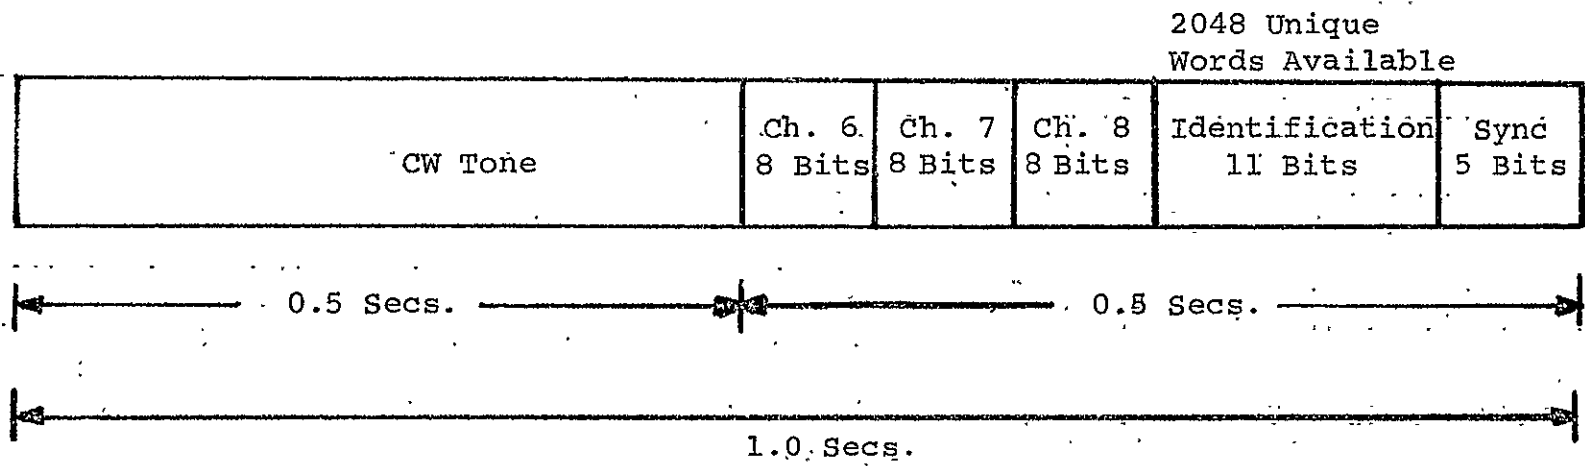 2048 Unique
Words Available
CW Tone
Ch. 6
8 Bits
Ch. 7
8 Bits
Ch. 8
8 Bits
Identification
11 Bits
Sync
5 Bits
0.5 Secs.
0.5 Secs.
1.0 Secs.